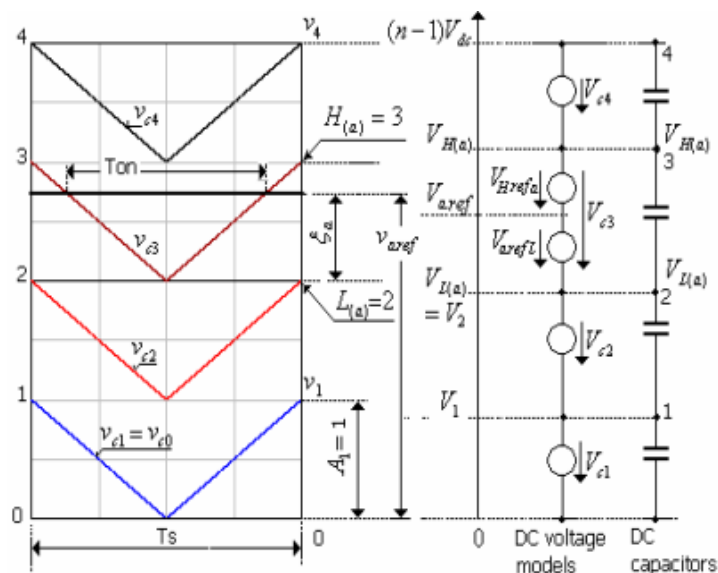 4
v4
(n-1)Vdc
4
vc4
Vc4
H(a) = 3
3
Ton
VH(a)
VH(a)
3
VHrefa
Va,ref
Vc3
vc3
ξa
varef
VarefL
2
L(a)=2
VL(a)
= V2
VL(a)
2
vc2
Vc2
1
v1
V1
1
vc1 = vc0
A1 = 1
Vc1
0
Ts
0
0
DC voltage models
DC capacitors